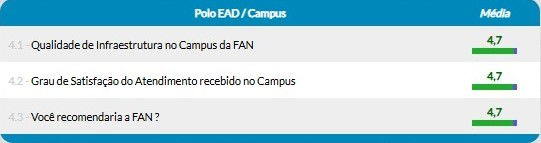 Polo EAD / Campus Média
4.1 - Qualidade de Infraestrutura no Campus da FAN 4,7
4.2 - Grau de Satisfação do Atendimento recebido no Campus 4,7
4.3 - Você recomendaria a FAN ? 4,7